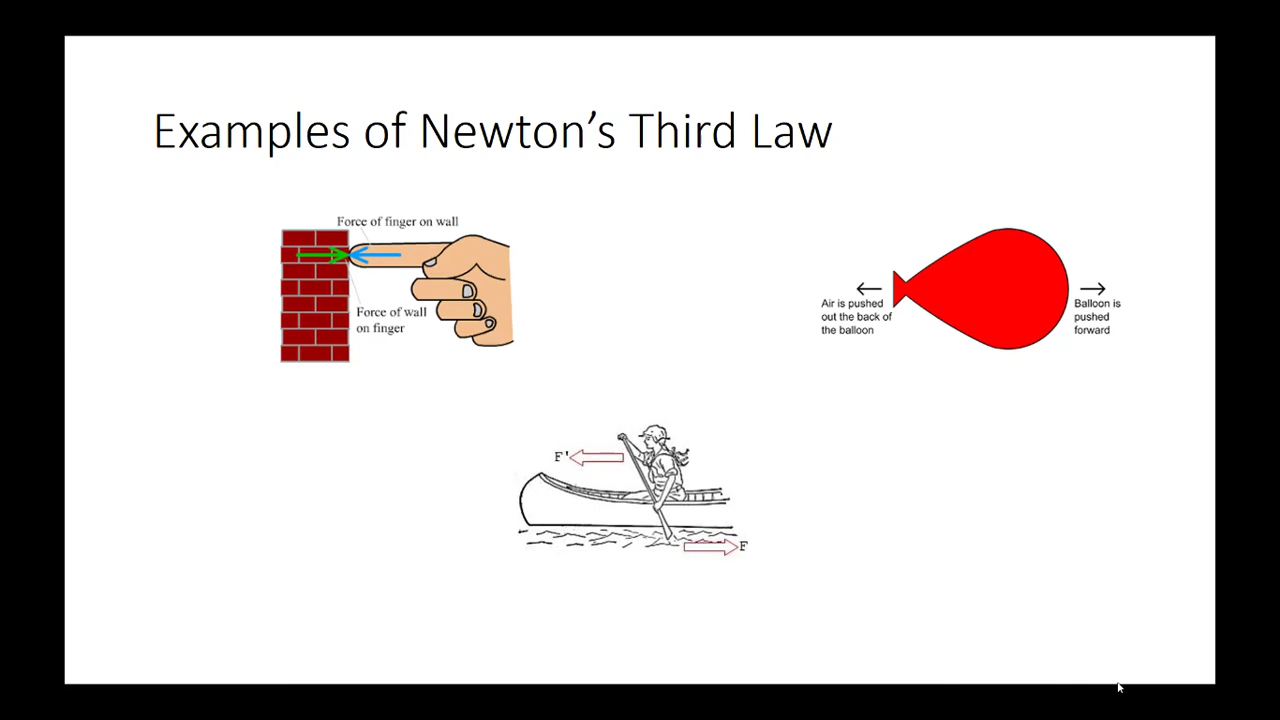 Examples of Newton’s Third Law
Force of finger on wall
Force of wall
on finger
Air is pushed
out the back of
the balloon
Balloon is
pushed
forward
F'
F